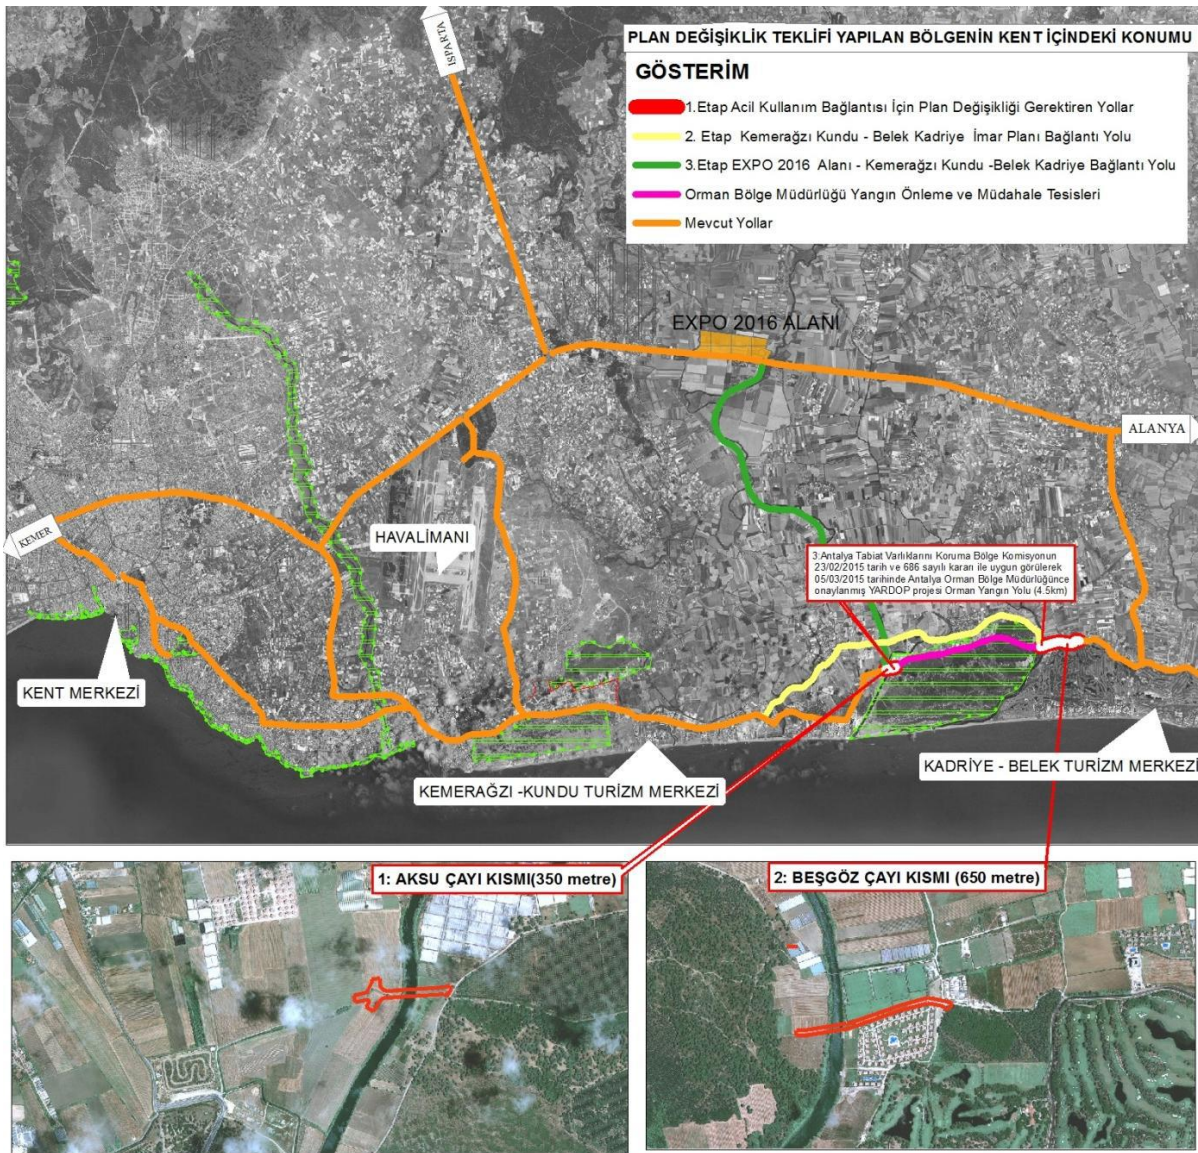 ISPARTA
PLAN DEĞİŞİKLİK TEKLİFİ YAPILAN BÖLGENİN KENT İÇİNDEKİ KONUMU
GÖSTERİM
1.Etap Acil Kullanım Bağlantısı İçin Plan Değişikliği Gerektiren Yollar
2. Etap Kemerağzı Kundu - Belek Kadriye İmar Planı Bağlantı Yolu
3.Etap EXPO 2016 Alanı - Kemerağzı Kundu -Belek Kadriye Bağlantı Yolu
Orman Bölge Müdürlüğü Yangın Önleme ve Müdahale Tesisleri
Mevcut Yollar
EXPO 2016 ALANI
ALANYA
KEMER
HAVALİMANI
3.Antalya Tabiat Varlıklarını Koruma Bölge Komisyonun
23/02/2015 tarih ve 686 sayılı kararı ile uygun görülerek
05/03/2015 tarihinde Antalya Orman Bölge Müdürlüğünce
onaylanmış YARDOP projesi Orman Yangın Yolu (4.5km)
KENT MERKEZİ
KEMERAĞZI -KUNDU TURİZM MERKEZİ
KADRİYE - BELEK TURİZM MERKEZİ
1: AKSU ÇAYI KISMI(350 metre)
2: BEŞGÖZ ÇAYI KISMI (650 metre)